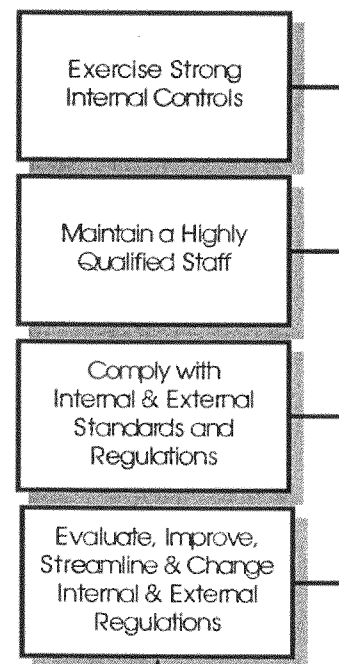 Exercise Strong
Internal Controls
Maintain a Highly
Qualified Staff
Comply with
Internal & External
Standards and
Regulations
Evaluate, Improve,
Streamline & Change
Internal & External
Regulations